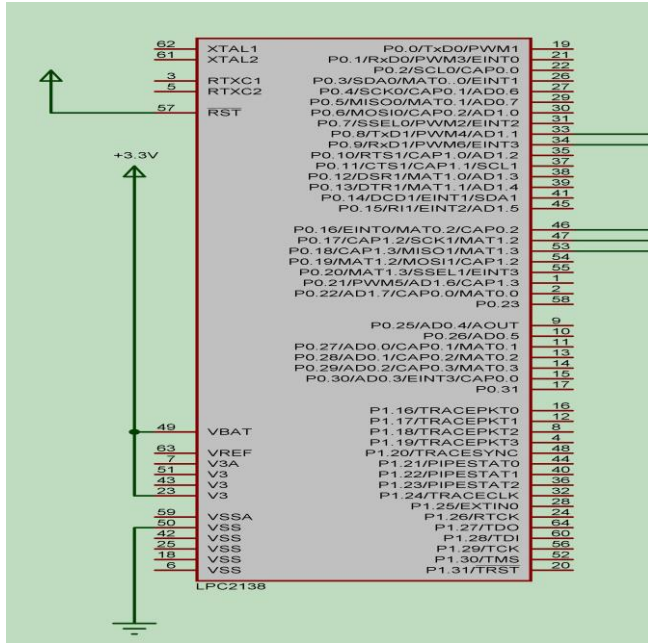 62 XTAL1
61 XTAL2
3 RTXC1
5 RTXC2
57 RST
+3.3V
49 VBAT
63 VREF
7 V3A
51 V3
43 V3
23 V3
59 VSSA
50 VSS
42 VSS
25 VSS
18 VSS
6 VSS
P0.0/TxD0/PWM1 19
P0.1/RxD0/PWM3/EINT0 21
P0.2/SCL0/CAP0.0 22
P0.3/SDA0/MAT0..0/EINT1 26
P0.4/SCK0/CAP0.1/AD0.6 27
P0.5/MISO0/MAT0.1/AD0.7 29
P0.6/MOSI0/CAP0.2/AD1.0 30
P0.7/SSEL0/PWM2/EINT2 31
P0.8/TxD1/PWM4/AD1.1 33
P0.9/RxD1/PWM6/EINT3 34
P0.10/RTS1/CAP1.0/AD1.2 35
P0.11/CTS1/CAP1.1/SCL1 37
P0.12/DSR1/MAT1.0/AD1.3 38
P0.13/DTR1/MAT1.1/AD1.4 39
P0.14/DCD1/EINT1/SDA1 41
P0.15/RI1/EINT2/AD1.5 45
P0.16/EINT0/MAT0.2/CAP0.2 46
P0.17/CAP1.2/SCK1/MAT1.2 47
P0.18/CAP1.3/MISO1/MAT1.3 53
P0.19/MAT1.2/MOSI1/CAP1.2 54
P0.20/MAT1.3/SSEL1/EINT3 55
P0.21/PWM5/AD1.6/CAP1.3 1
P0.22/AD1.7/CAP0.0/MAT0.0 2
P0.23 58
P0.25/AD0.4/AOUT 9
P0.26/AD0.5 10
P0.27/AD0.0/CAP0.1/MAT0.1 11
P0.28/AD0.1/CAP0.2/MAT0.2 13
P0.29/AD0.2/CAP0.3/MAT0.3 14
P0.30/AD0.3/EINT3/CAP0.0 15
P0.31 17
P1.16/TRACEPKT0 16
P1.17/TRACEPKT1 12
P1.18/TRACEPKT2 8
P1.19/TRACEPKT3 4
P1.20/TRACESYNC 48
P1.21/PIPESTAT0 44
P1.22/PIPESTAT1 40
P1.23/PIPESTAT2 36
P1.24/TRACECLK 32
P1.25/EXTIN0 28
P1.26/RTCK 24
P1.27/TDO 64
P1.28/TDI 60
P1.29/TCK 56
P1.30/TMS 52
P1.31/TRST 20
LPC2138